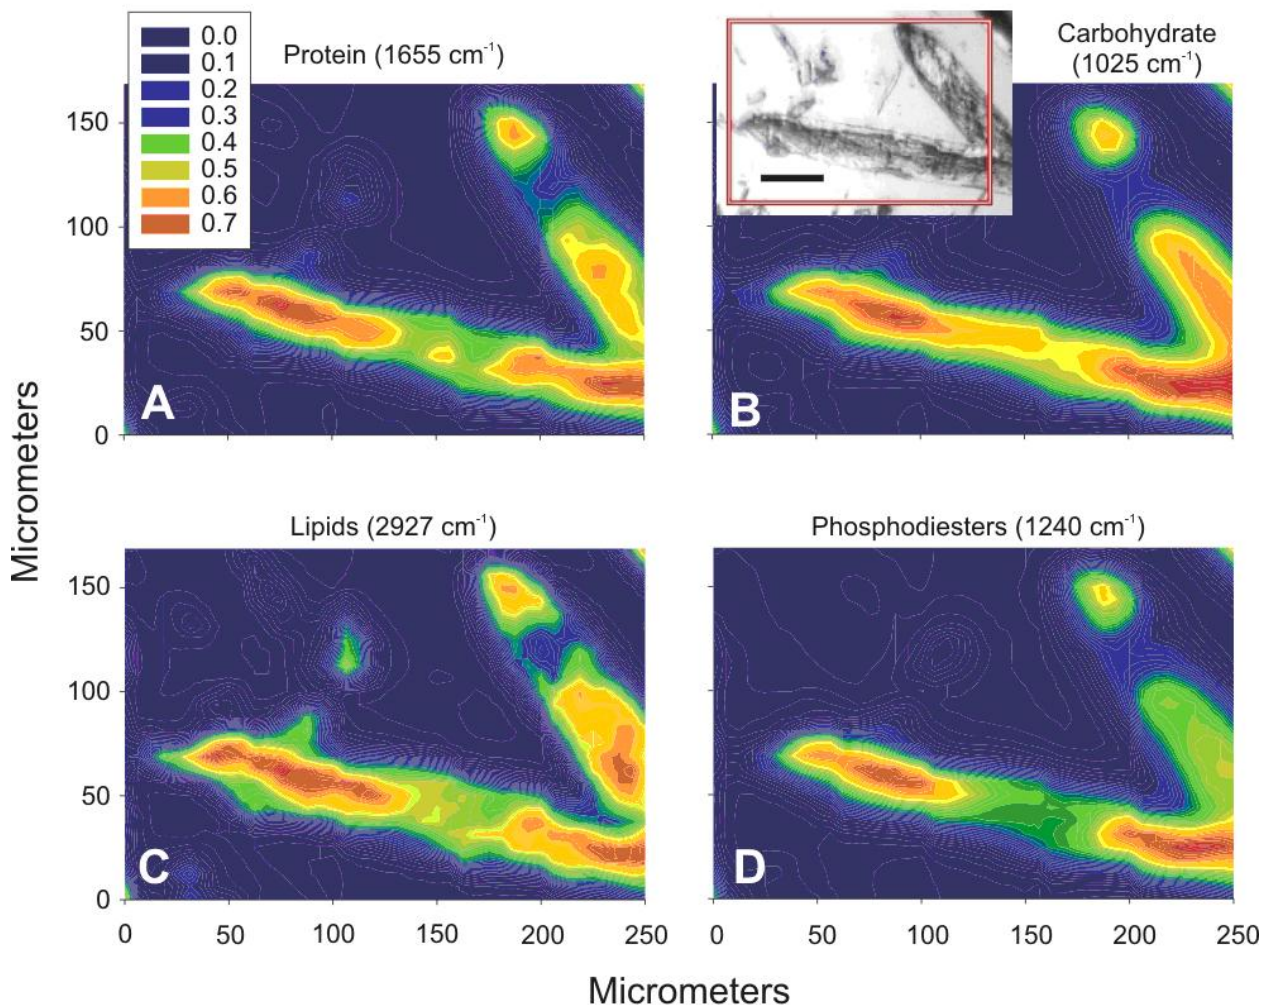 0.0
0.1
0.2
0.3
0.4
0.5
0.6
0.7
Protein (1655 cm⁻¹)
Carbohydrate
(1025 cm⁻¹)
150
100
50
0
A
B
Micrometers
Lipids (2927 cm⁻¹)
Phosphodiesters (1240 cm⁻¹)
150
100
50
0
C
D
0 50 100 150 200 250
0 50 100 150 200 250
Micrometers